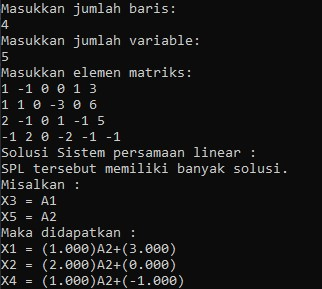 Masukkan jumlah baris:
4
Masukkan jumlah variable:
5
Masukkan elemen matriks:
1 -1 0 0 1 3
1 1 0 -3 0 6
2 -1 0 1 -1 5
-1 2 0 -2 -1 -1
Solusi Sistem persamaan linear :
SPL tersebut memiliki banyak solusi.
Misalkan :
X3 = A1
X5 = A2
Maka didapatkan :
X1 = (1.000)A2+(3.000)
X2 = (2.000)A2+(0.000)
X4 = (1.000)A2+(-1.000)